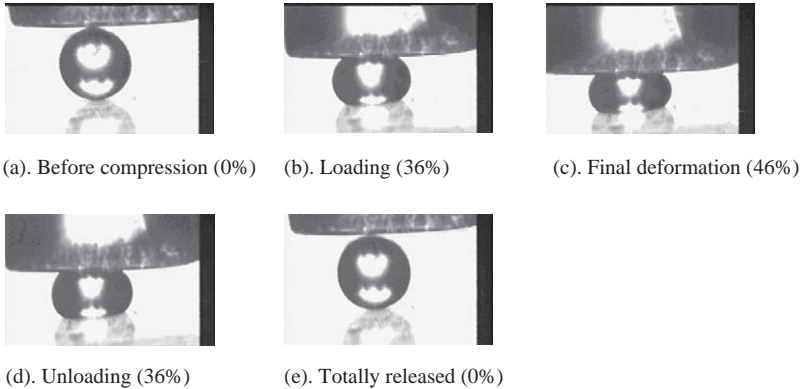 (a). Before compression (0%)
(b). Loading (36%)
(c). Final deformation (46%)
(d). Unloading (36%)
(e). Totally released (0%)